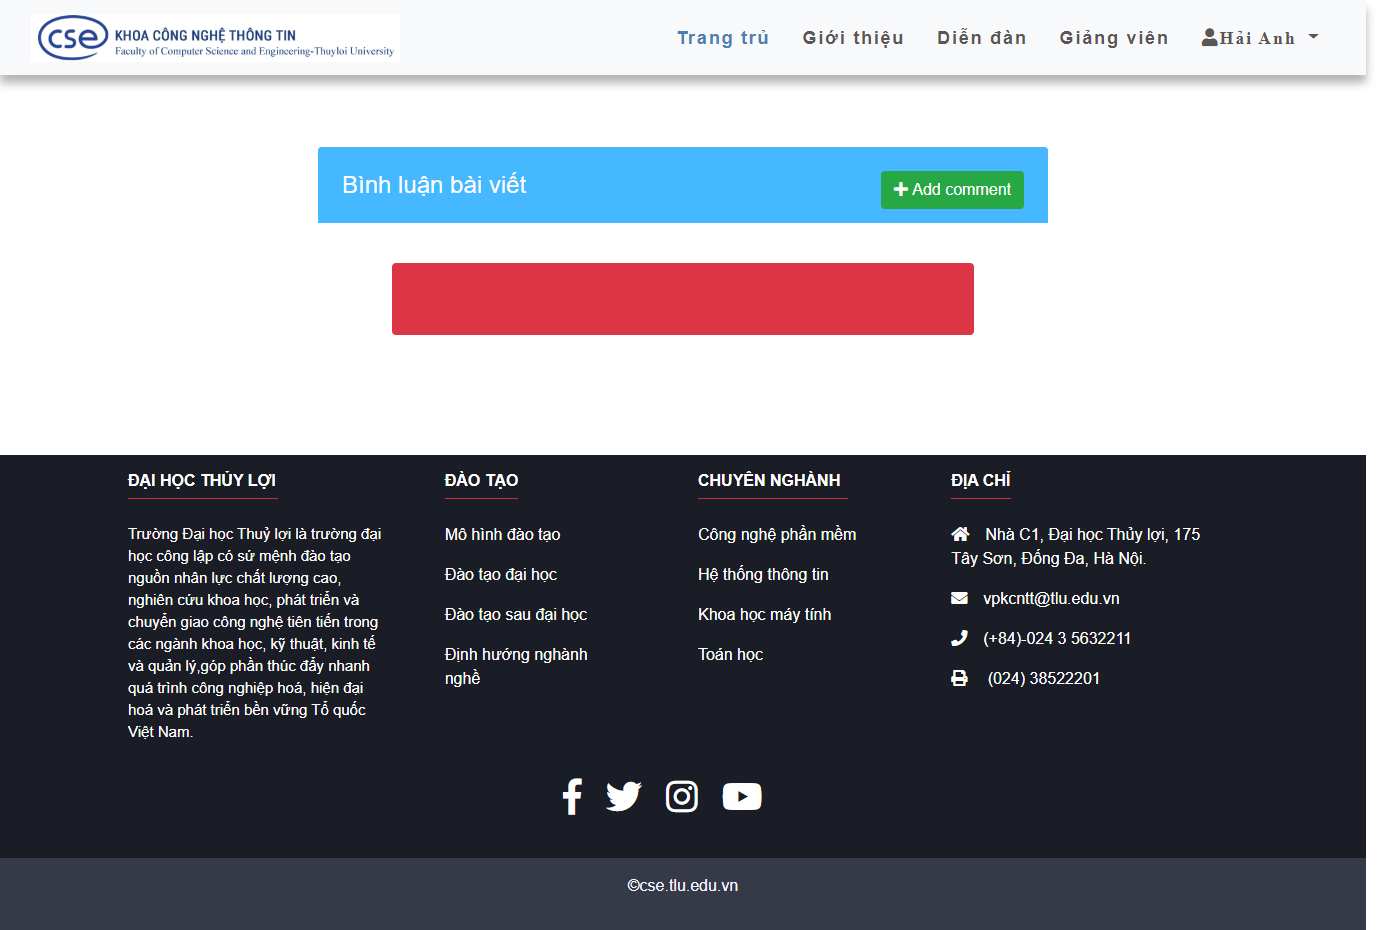 cse KHOA CÔNG NGHỆ THÔNG TIN
Faculty of Computer Science and Engineering-Thuyloi University
Trang trủ Giới thiệu Diễn đàn Giảng viên Hải Anh
Bình luận bài viết
Add comment
ĐẠI HỌC THỦY LỢI
Trường Đại học Thuỷ lợi là trường đại
học công lập có sứ mệnh đào tạo
nguồn nhân lực chất lượng cao,
nghiên cứu khoa học, phát triển và
chuyển giao công nghệ tiên tiến trong
các ngành khoa học, kỹ thuật, kinh tế
và quản lý,góp phần thúc đẩy nhanh
quá trình công nghiệp hoá, hiện đại
hoá và phát triển bền vững Tổ quốc
Việt Nam.
ĐÀO TẠO
Mô hình đào tạo
Đào tạo đại học
Đào tạo sau đại học
Định hướng nghành
nghề
CHUYÊN NGHÀNH
Công nghệ phần mềm
Hệ thống thông tin
Khoa học máy tính
Toán học
ĐỊA CHỈ
Nhà C1, Đại học Thủy lợi, 175
Tây Sơn, Đống Đa, Hà Nội.
vpkcntt@tlu.edu.vn
(+84)-024 3 5632211
(024) 38522201
©cse.tlu.edu.vn